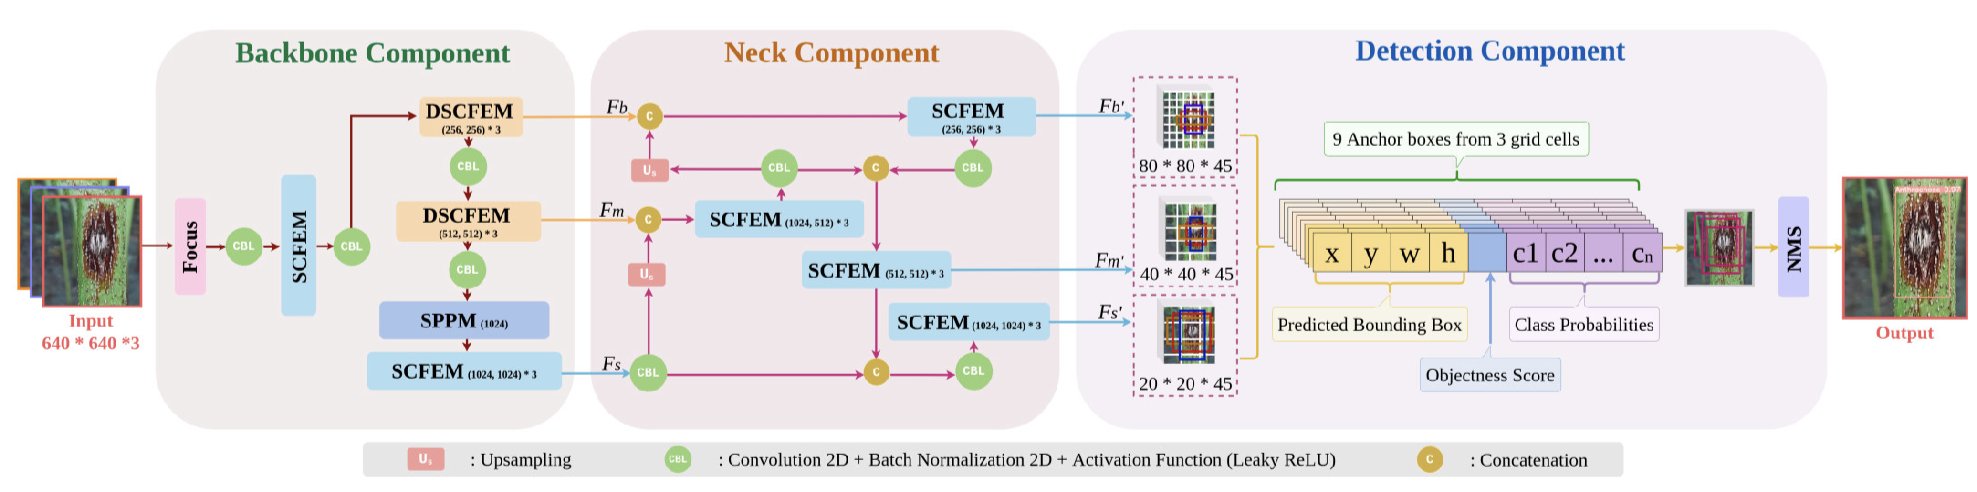 Backbone Component
Neck Component
Detection Component
Input
640 * 640 *3
Focus
CBL
SCFEM
CBL
DSCFEM
(256, 256) * 3
CBL
DSCFEM
(512, 512) * 3
CBL
SPPM (1024)
SCFEM (1024, 1024) * 3
Fb
Fm
Fs
C
SCFEM
(256, 256) * 3
Us
CBL
C
CBL
C
SCFEM (1024, 512) * 3
Us
SCFEM (512, 512) * 3
SCFEM (1024, 1024) * 3
CBL
C
CBL
Fb'
Fm'
Fs'
80 * 80 * 45
40 * 40 * 45
20 * 20 * 45
9 Anchor boxes from 3 grid cells
x y w h c1 c2 ... cn
Predicted Bounding Box
Class Probabilities
Objectness Score
NMS
Output
Us : Upsampling
CBL : Convolution 2D + Batch Normalization 2D + Activation Function (Leaky ReLU)
C : Concatenation